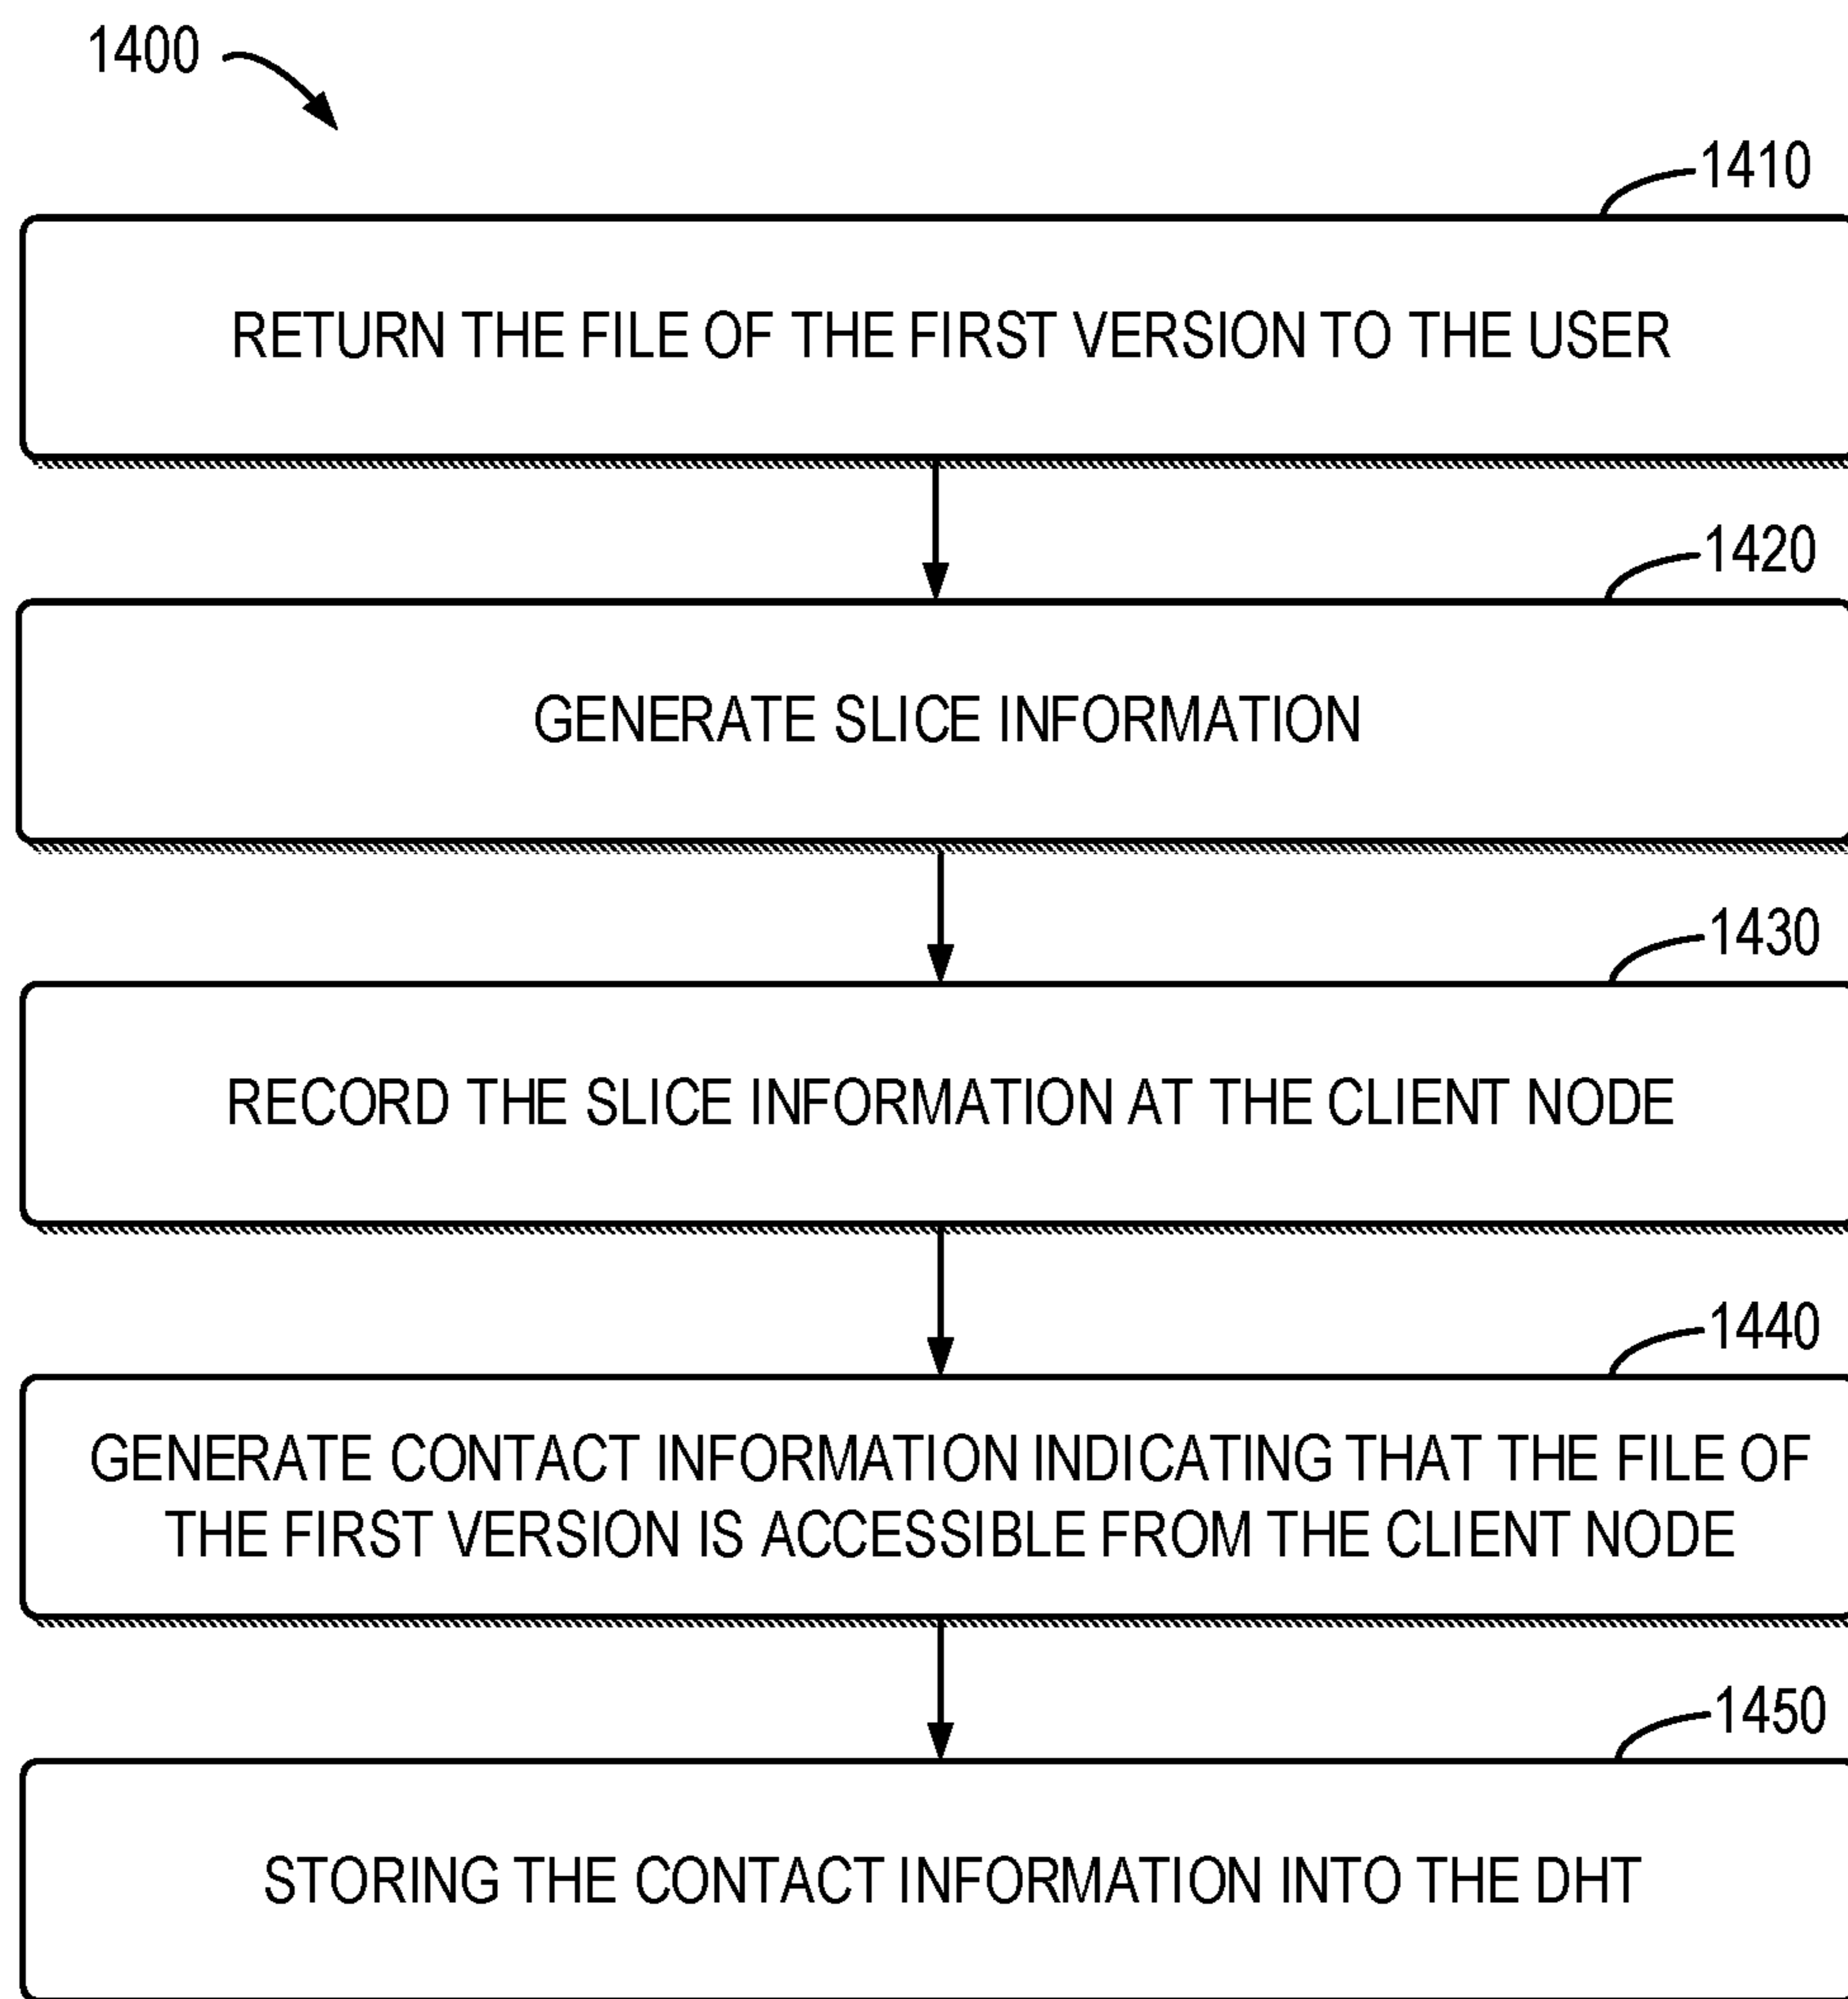 1400
1410
RETURN THE FILE OF THE FIRST VERSION TO THE USER
1420
GENERATE SLICE INFORMATION
1430
RECORD THE SLICE INFORMATION AT THE CLIENT NODE
1440
GENERATE CONTACT INFORMATION INDICATING THAT THE FILE OF
THE FIRST VERSION IS ACCESSIBLE FROM THE CLIENT NODE
1450
STORING THE CONTACT INFORMATION INTO THE DHT